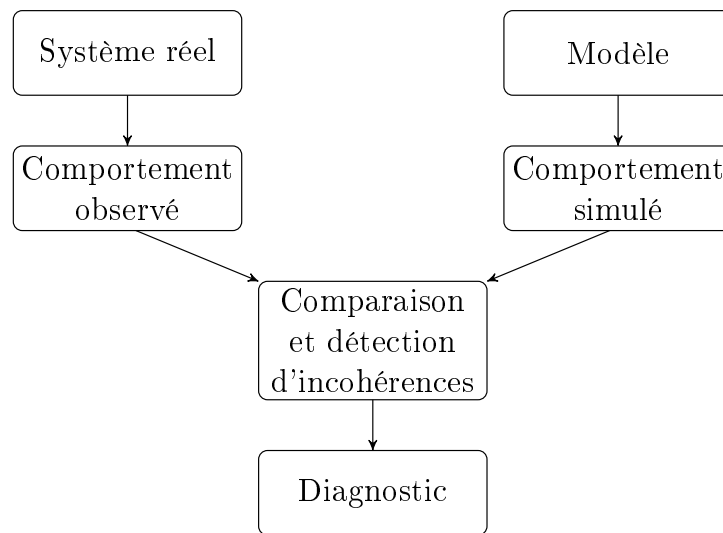 Système réel
Modèle
Comportement
observé
Comportement
simulé
Comparaison
et détection
d'incohérences
Diagnostic